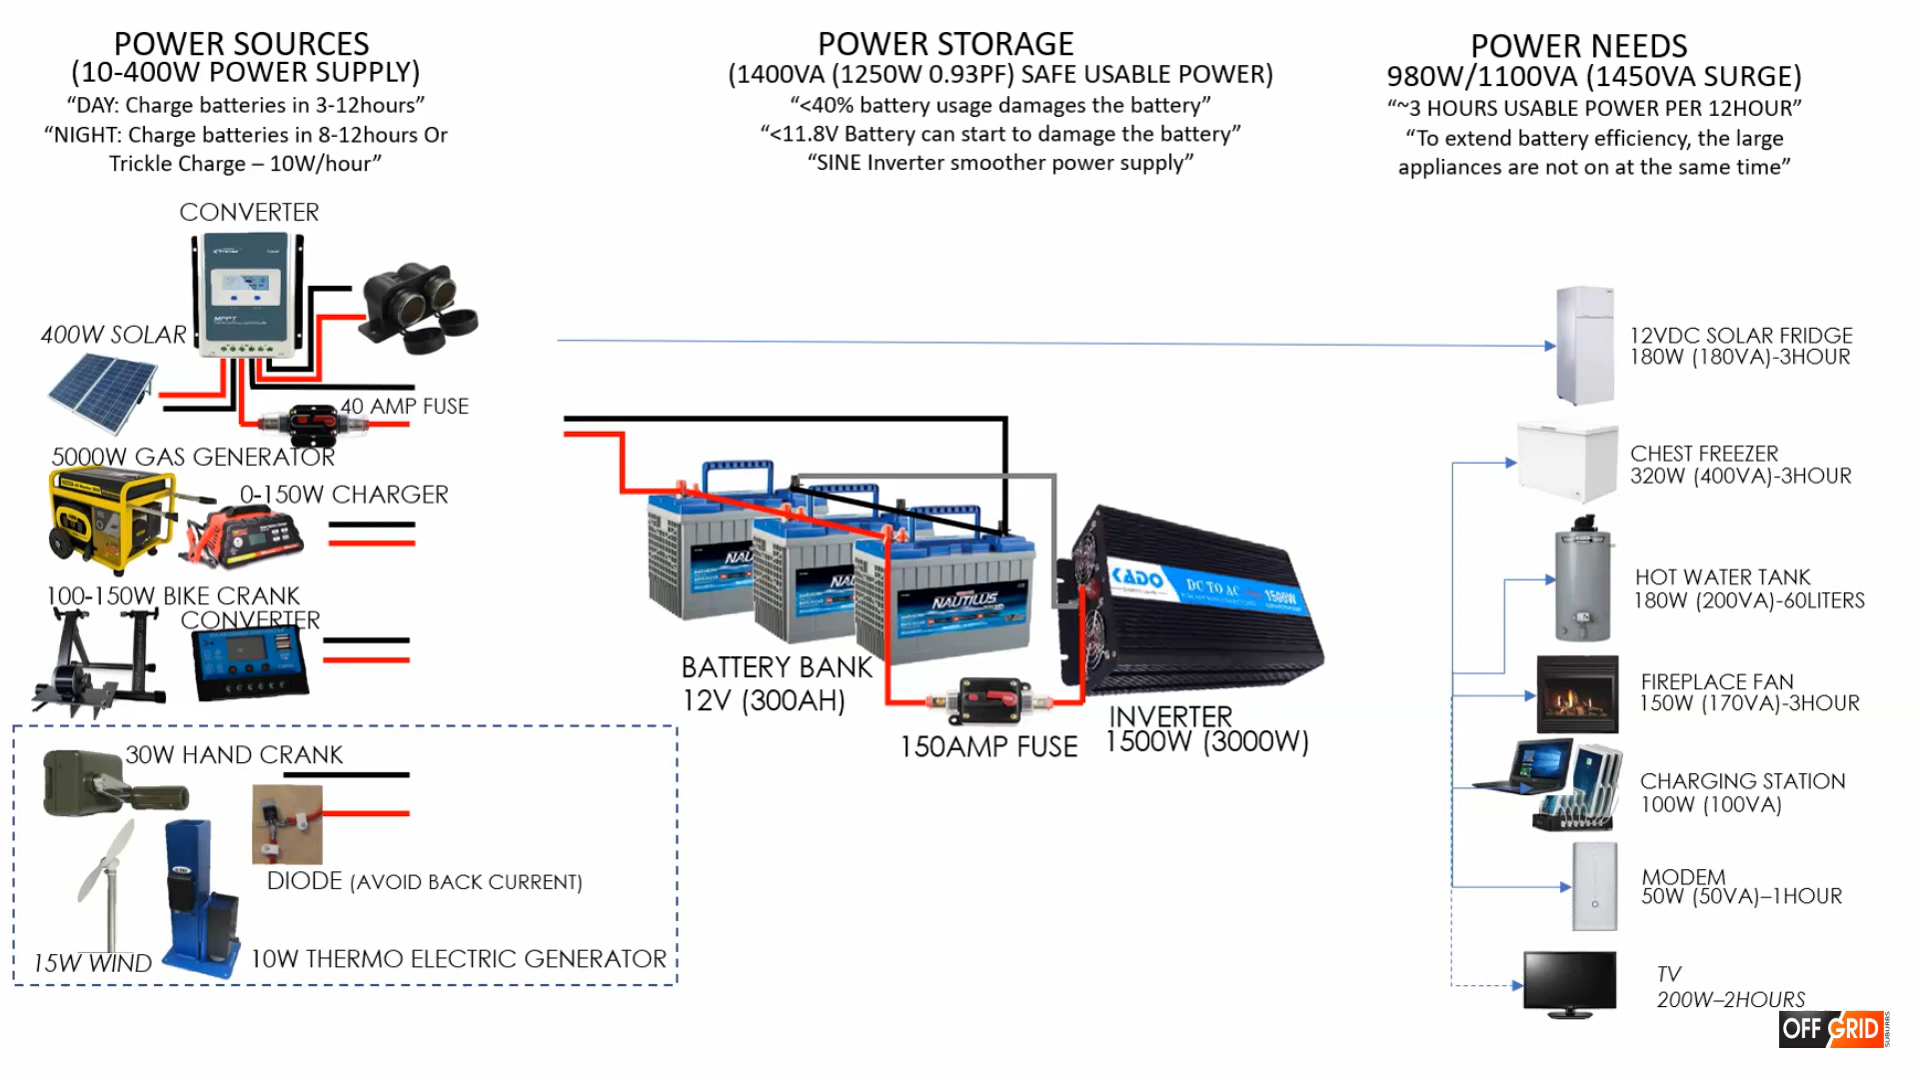 POWER SOURCES
(10-400W POWER SUPPLY)
“DAY: Charge batteries in 3-12hours”
“NIGHT: Charge batteries in 8-12hours Or
Trickle Charge – 10W/hour”
POWER STORAGE
(1400VA (1250W 0.93PF) SAFE USABLE POWER)
“<40% battery usage damages the battery”
“<11.8V Battery can start to damage the battery”
“SINE Inverter smoother power supply”
POWER NEEDS
980W/1100VA (1450VA SURGE)
“~3 HOURS USABLE POWER PER 12HOUR”
“To extend battery efficiency, the large
appliances are not on at the same time”
CONVERTER
MPPT
400W SOLAR
40 AMP FUSE
5000W GAS GENERATOR
0-150W CHARGER
100-150W BIKE CRANK
CONVERTER
30W HAND CRANK
DIODE (AVOID BACK CURRENT)
15W WIND
10W THERMO ELECTRIC GENERATOR
NAU
NAU
NAUTILUS
BATTERY BANK
12V (300AH)
150AMP FUSE
KADO
DC TO AC
1500W
INVERTER
1500W (3000W)
12VDC SOLAR FRIDGE
180W (180VA)-3HOUR
CHEST FREEZER
320W (400VA)-3HOUR
HOT WATER TANK
180W (200VA)-60LITERS
FIREPLACE FAN
150W (170VA)-3HOUR
CHARGING STATION
100W (100VA)
MODEM
50W (50VA)–1HOUR
TV
200W–2HOURS
OFF GRID
SUBURBS